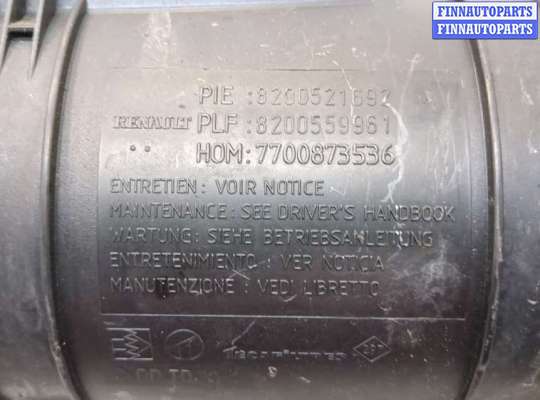 FINNAUTOPARTS
FINNAUTOPARTS
PIE :8200521692
RENAULT PLF :8200559961
HOM:7700873536
ENTRETIEN: VOIR NOTICE
MAINTENANCE: SEE DRIVER'S HANDBOOK
WARTUNG: SIEHE BETRIEBSANLEITUNG
ENTRETENIMIENTO : VER NOTICIA
MANUTENZIONE : VEDI LIBRETTO